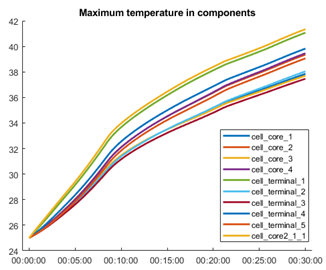 Maximum temperature in components
42
40
38
36
34
32
30
28
26
24
cell_core_1
cell_core_2
cell_core_3
cell_core_4
cell_terminal_1
cell_terminal_2
cell_terminal_3
cell_terminal_4
cell_terminal_5
cell_core2_1_1
00:00:00 00:05:00 00:10:00 00:15:00 00:20:00 00:25:00 00:30:00